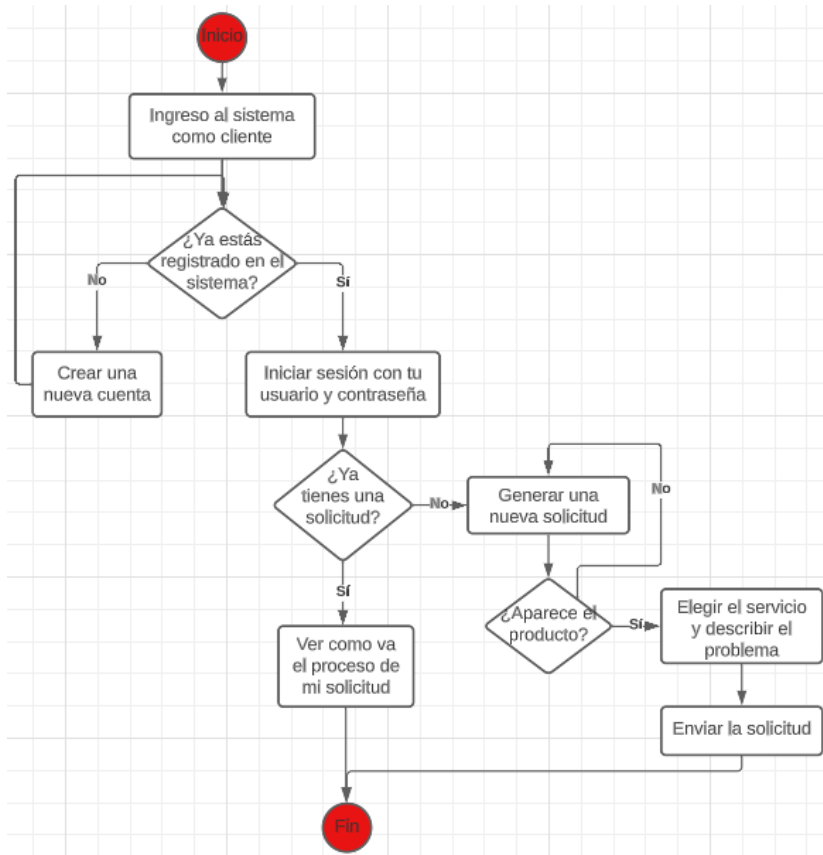 Inicio
Ingreso al sistema
como cliente
¿Ya estás
registrado en el
sistema?
No
Sí
Crear una
nueva cuenta
Iniciar sesión con tu
usuario y contraseña
¿Ya
tienes una
solicitud?
No
Generar una
nueva solicitud
No
Sí
¿Aparece el
producto?
Sí
Elegir el servicio
y describir el
problema
Ver como va
el proceso de
mi solicitud
Enviar la solicitud
Fin